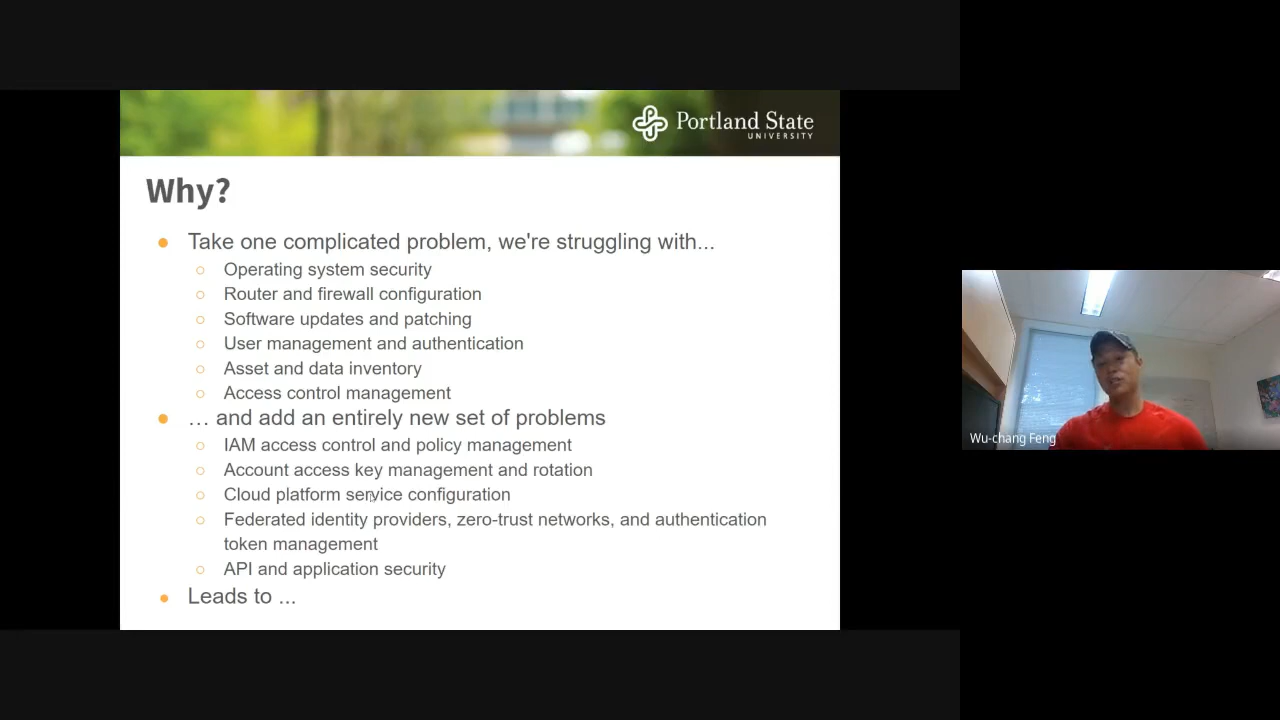 Portland State
UNIVERSITY
Why?
Take one complicated problem, we're struggling with...
Operating system security
Router and firewall configuration
Software updates and patching
User management and authentication
Asset and data inventory
Access control management
… and add an entirely new set of problems
IAM access control and policy management
Account access key management and rotation
Cloud platform service configuration
Federated identity providers, zero-trust networks, and authentication
token management
API and application security
Leads to ...
Wu-chang Feng